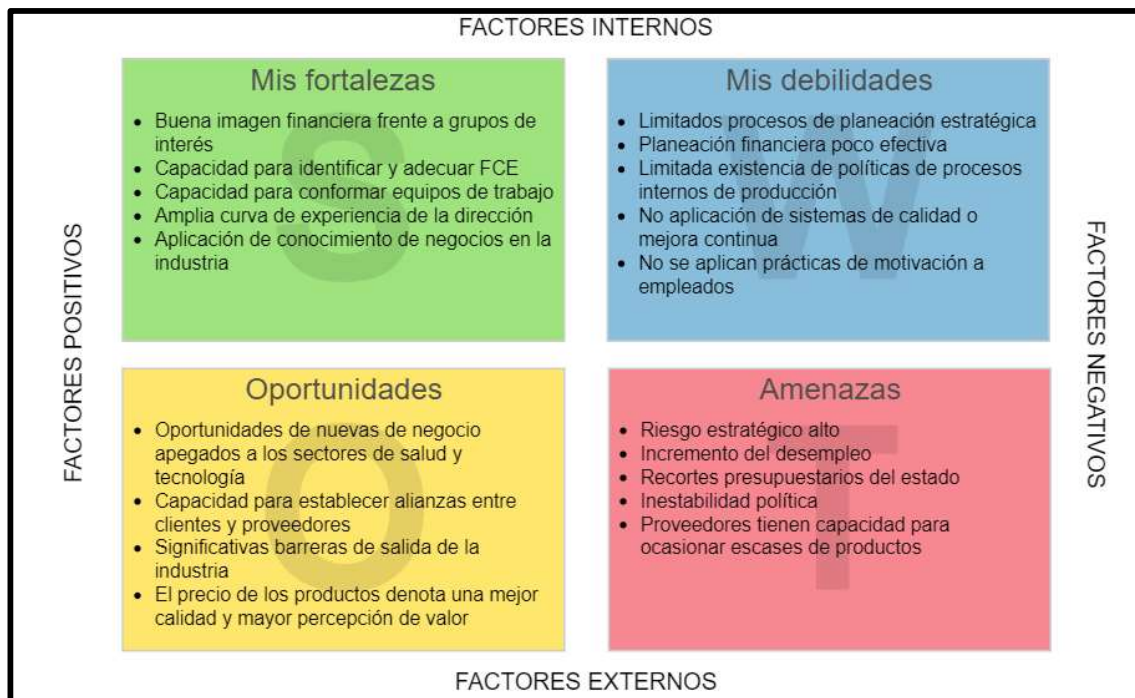 FACTORES INTERNOS
FACTORES POSITIVOS
Mis fortalezas
S
• Buena imagen financiera frente a grupos de
interés
• Capacidad para identificar y adecuar FCE
• Capacidad para conformar equipos de trabajo
• Amplia curva de experiencia de la dirección
• Aplicación de conocimiento de negocios en la
industria
Mis debilidades
W
• Limitados procesos de planeación estratégica
• Planeación financiera poco efectiva
• Limitada existencia de políticas de procesos
internos de producción
• No aplicación de sistemas de calidad o
mejora continua
• No se aplican prácticas de motivación a
empleados
FACTORES NEGATIVOS
Oportunidades
O
• Oportunidades de nuevas de negocio
apegados a los sectores de salud y
tecnología
• Capacidad para establecer alianzas entre
clientes y proveedores
• Significativas barreras de salida de la
industria
• El precio de los productos denota una mejor
calidad y mayor percepción de valor
Amenazas
T
• Riesgo estratégico alto
• Incremento del desempleo
• Recortes presupuestarios del estado
• Inestabilidad política
• Proveedores tienen capacidad para
ocasionar escases de productos
FACTORES EXTERNOS